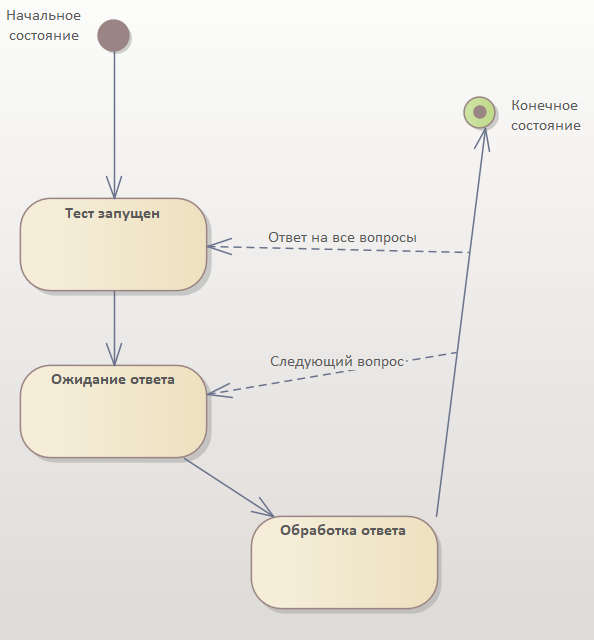 Начальное
состояние
Конечное
состояние
Тест запущен
Ответ на все вопросы
Следующий вопрос
Ожидание ответа
Обработка ответа